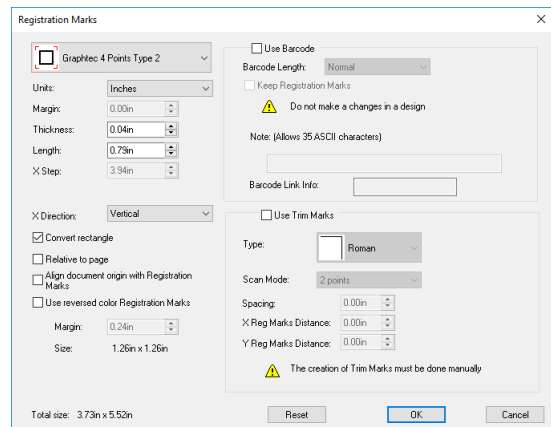 Registration Marks
Graphtec 4 Points Type 2
Units: Inches
Margin: 0.00in
Thickness: 0.04in
Length: 0.79in
X Step: 3.94in
X Direction: Vertical
Convert rectangle
Relative to page
Align document origin with Registration
Marks
Use reversed color Registration Marks
Margin: 0.24in
Size: 1.26in x 1.26in
Total size: 3.73in x 5.52in
Use Barcode
Barcode Length: Normal
Keep Registration Marks
Do not make a changes in a design
Note: (Allows 35 ASCII characters)
Barcode Link Info:
Use Trim Marks
Type: Roman
Scan Mode: 2 points
Spacing: 0.00in
X Reg Marks Distance: 0.00in
Y Reg Marks Distance: 0.00in
The creation of Trim Marks must be done manually
Reset OK Cancel